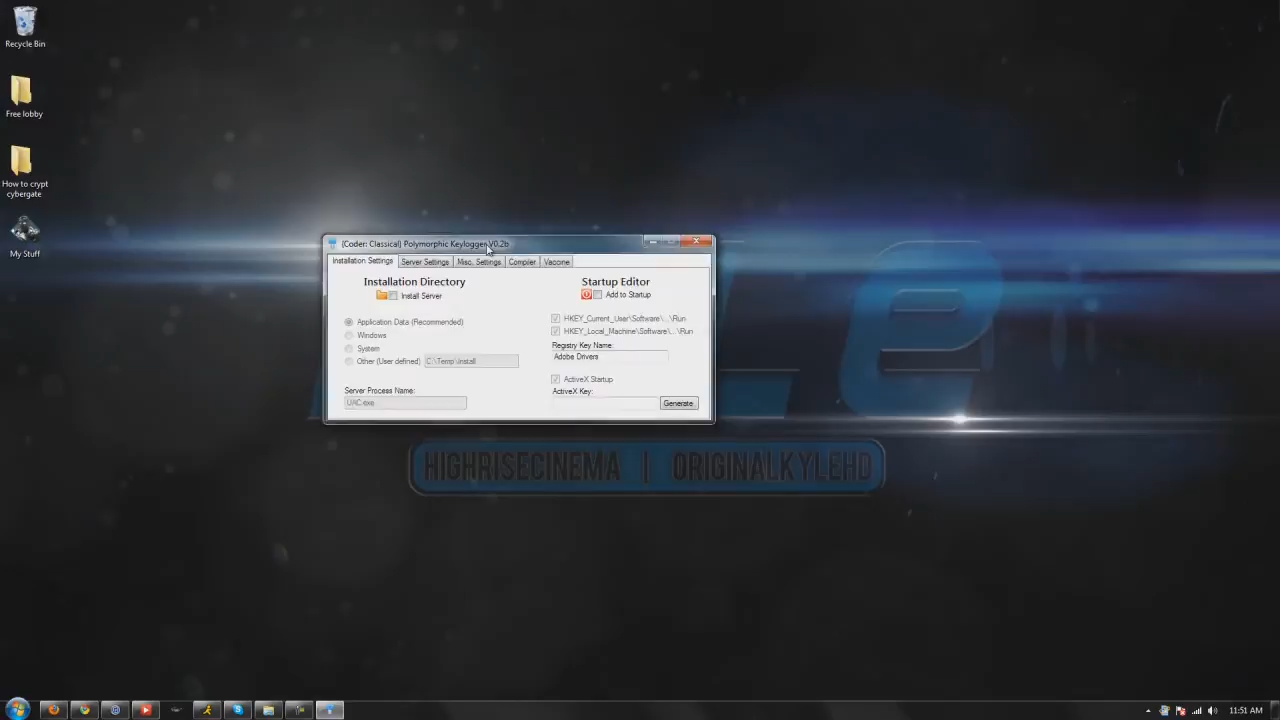 Recycle Bin
Free lobby
How to crypt
cybergate
My Stuff
{Coder: Classical} Polymorphic Keylogger V0.2b
Installation Settings
Server Settings
Misc. Settings
Compiler
Vaccine
Installation Directory
Install Server
Application Data (Recommended)
Windows
System
Other (User defined)
C:\Temp\Install
Server Process Name:
UAC.exe
Startup Editor
Add to Startup
HKEY_Current_User\Software\...\Run
HKEY_Local_Machine\Software\...\Run
Registry Key Name:
Adobe Drivers
ActiveX Startup
ActiveX Key:
Generate
HIGHRISECINEMA | ORIGINALKYLEHD
11:51 AM